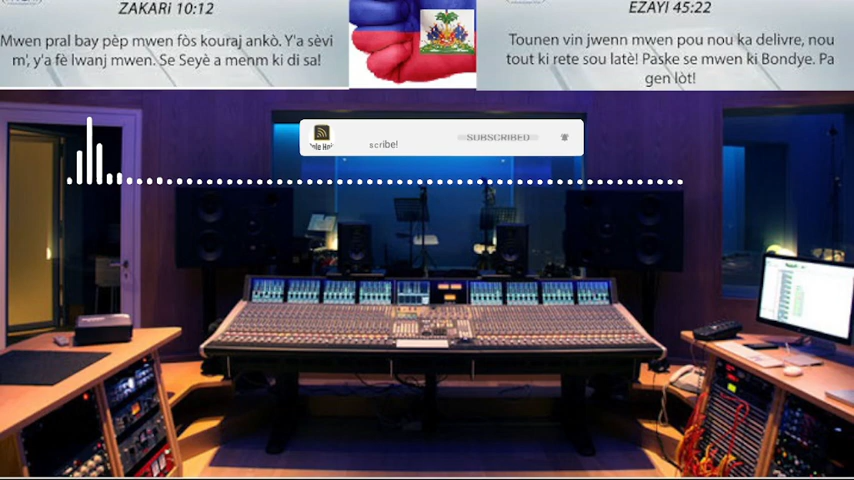 ZAKARi 10:12
Mwen pral bay pèp mwen fòs kouraj ankò. Y'a sèvi
m', y'a fè lwanj mwen. Se Seyè a menm ki di sa!
EZAYI 45:22
Tounen vin jwenn mwen pou nou ka delivre, nou
tout ki rete sou latè! Paske se mwen ki Bondye. Pa
gen lòt!
scribe!
SUBSCRIBED